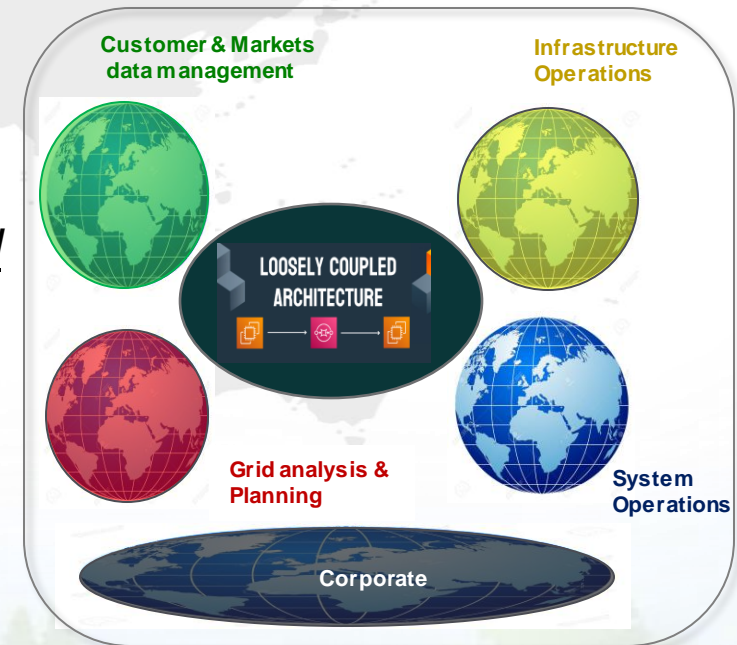 Customer & Markets
data management
Infrastructure
Operations
LOOSELY COUPLED
ARCHITECTURE
Grid analysis &
Planning
System
Operations
Corporate